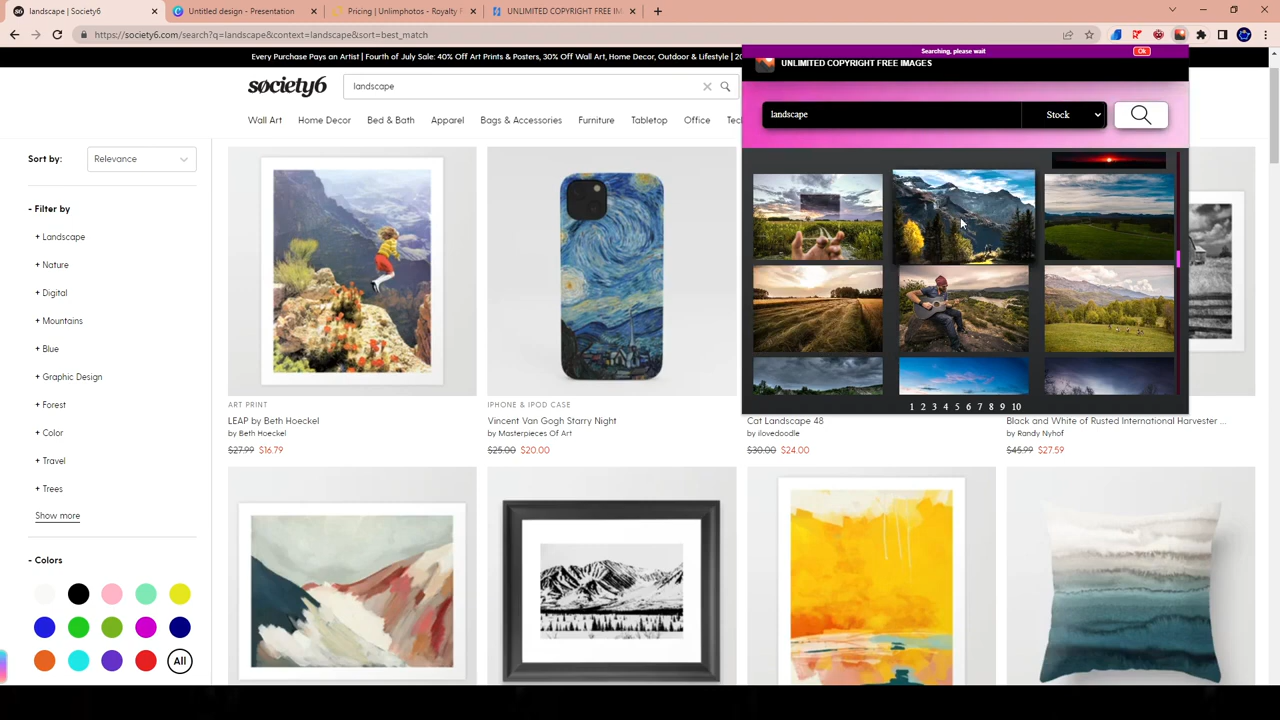 landscape | Society6
Untitled design - Presentation
Pricing | Unlimphotos - Royalty F
UNLIMITED COPYRIGHT FREE IM
society6.com/search?q=landscape&context=landscape&sort=best_match
Every Purchase Pays an Artist | Fourth of July Sale: 40% Off Art Prints & Posters, 30% Off Wall Art, Home Decor, Outdoor & Lifestyle | 20
Searching, please wait
Ok
UNLIMITED COPYRIGHT FREE IMAGES
society6
landscape
landscape
Stock
Wall Art
Home Decor
Bed & Bath
Apparel
Bags & Accessories
Furniture
Tabletop
Office
Tec
Sort by:
Relevance
- Filter by
+ Landscape
+ Nature
+ Digital
+ Mountains
+ Blue
+ Graphic Design
+ Forest
+ Color
+ Travel
+ Trees
Show more
- Colors
All
1 2 3 4 5 6 7 8 9 10
ART PRINT
LEAP by Beth Hoeckel
by Beth Hoeckel
$27.99 $16.79
IPHONE & IPOD CASE
Vincent Van Gogh Starry Night
by Masterpieces Of Art
$25.00 $20.00
Cat Landscape 48
by ilovedoodle
$30.00 $24.00
Black and White of Rusted International Harvester ...
by Randy Nyhof
$45.99 $27.59